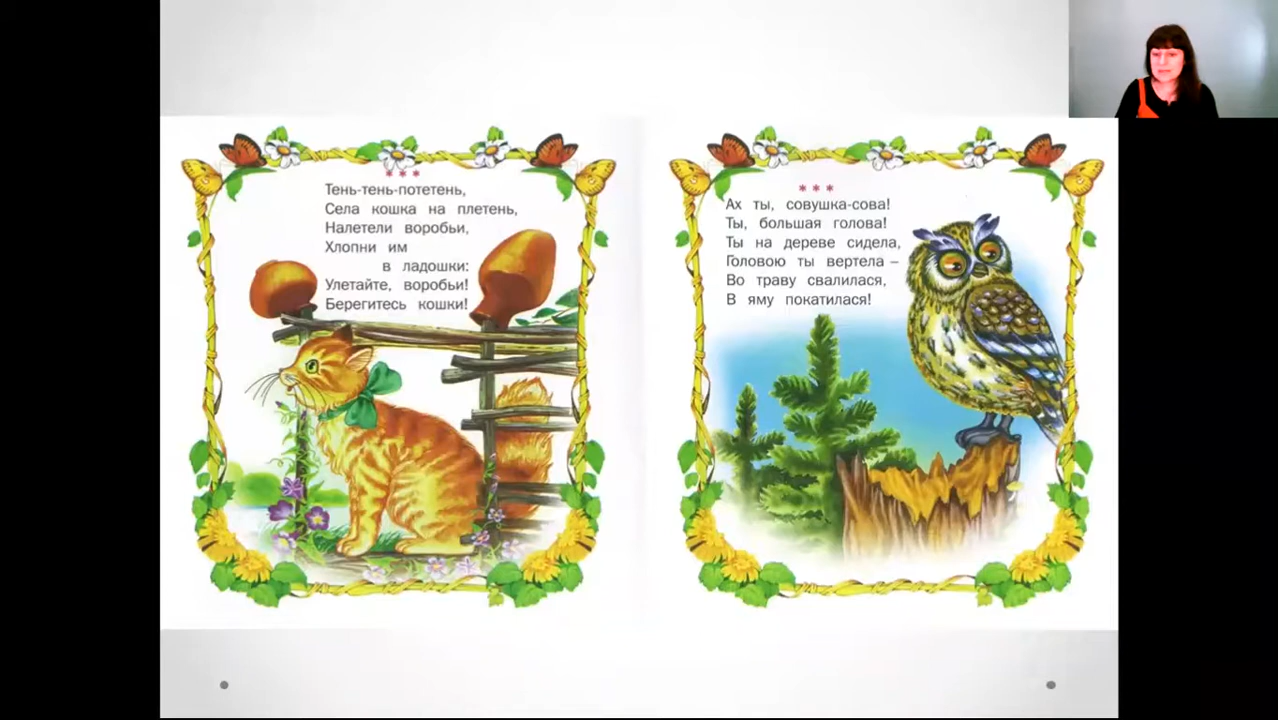 * * *
Тень-тень-потетень,
Села кошка на плетень,
Налетели воробьи,
Хлопни им
в ладошки:
Улетайте, воробьи!
Берегитесь кошки!
* * *
Ах ты, совушка-сова!
Ты, большая голова!
Ты на дереве сидела,
Головою ты вертела –
Во траву свалилася,
В яму покатилася!